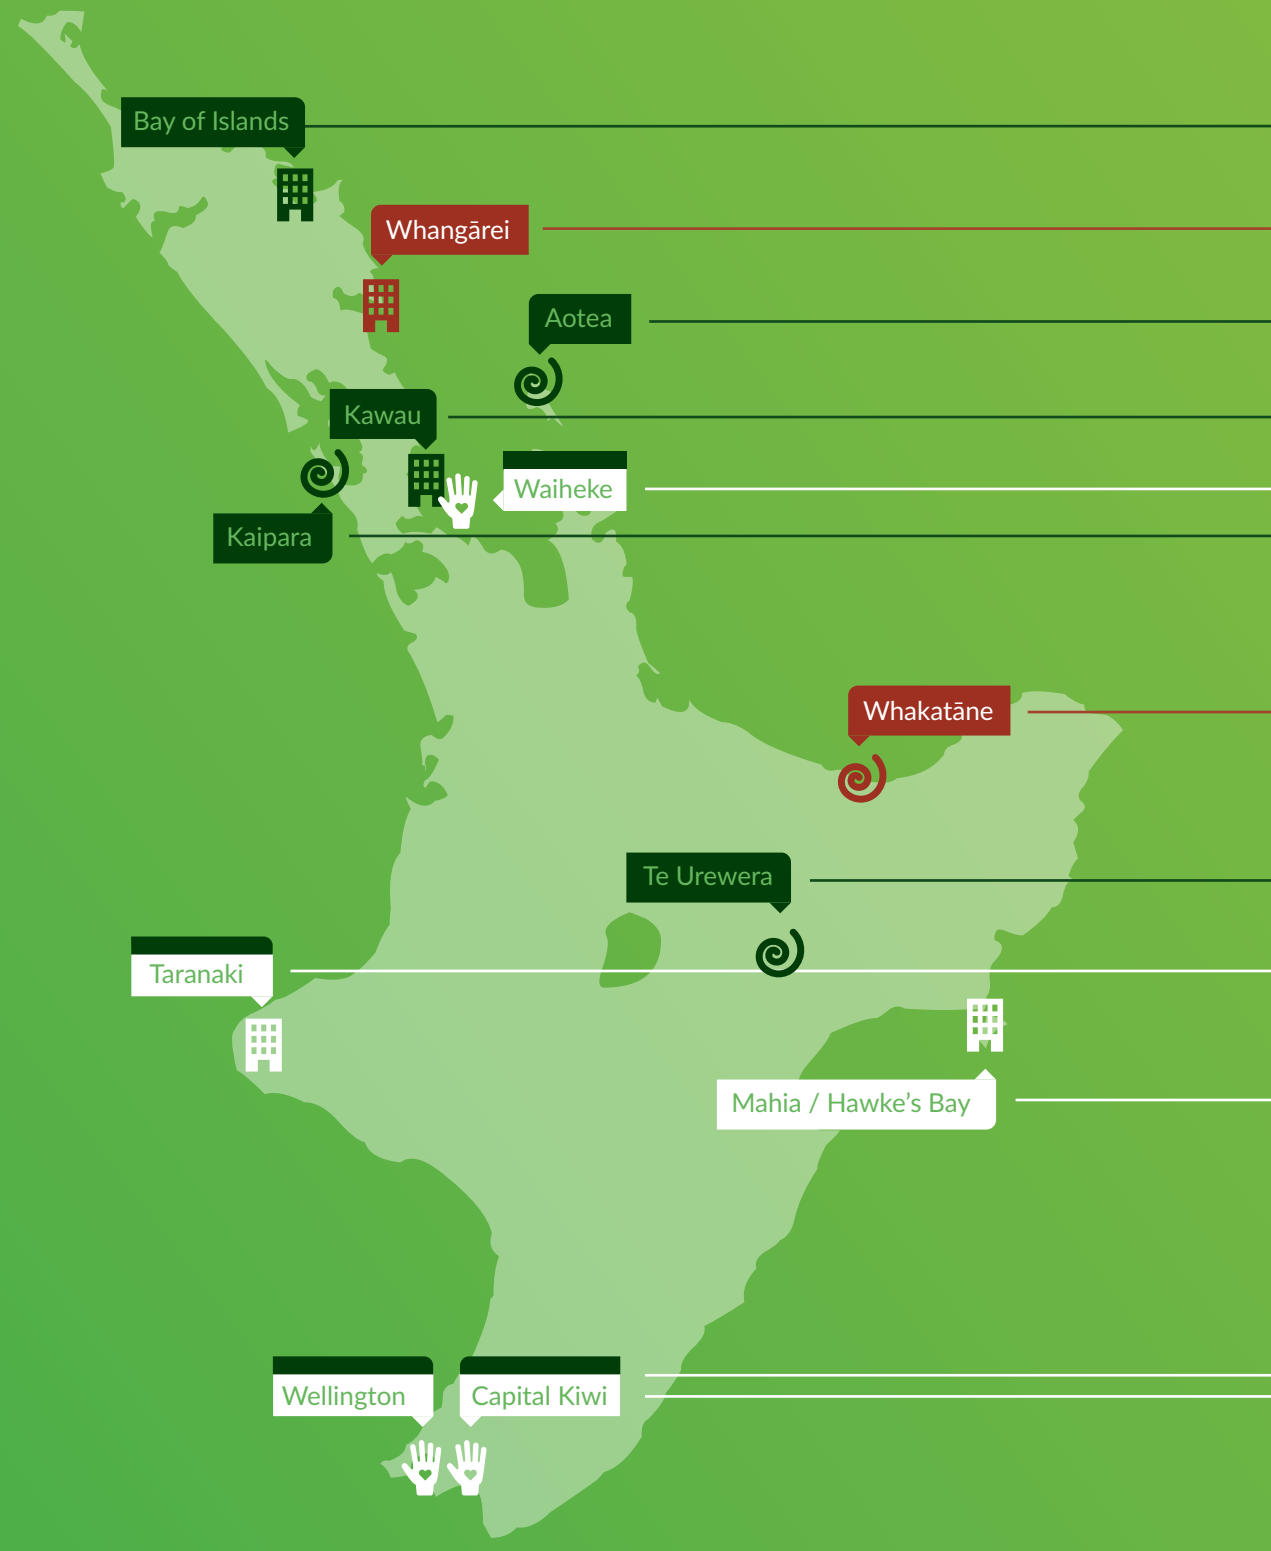 Bay of Islands
Whangārei
Aotea
Kawau
Waiheke
Kaipara
Whakatāne
Te Urewera
Taranaki
Mahia / Hawke’s Bay
Wellington
Capital Kiwi